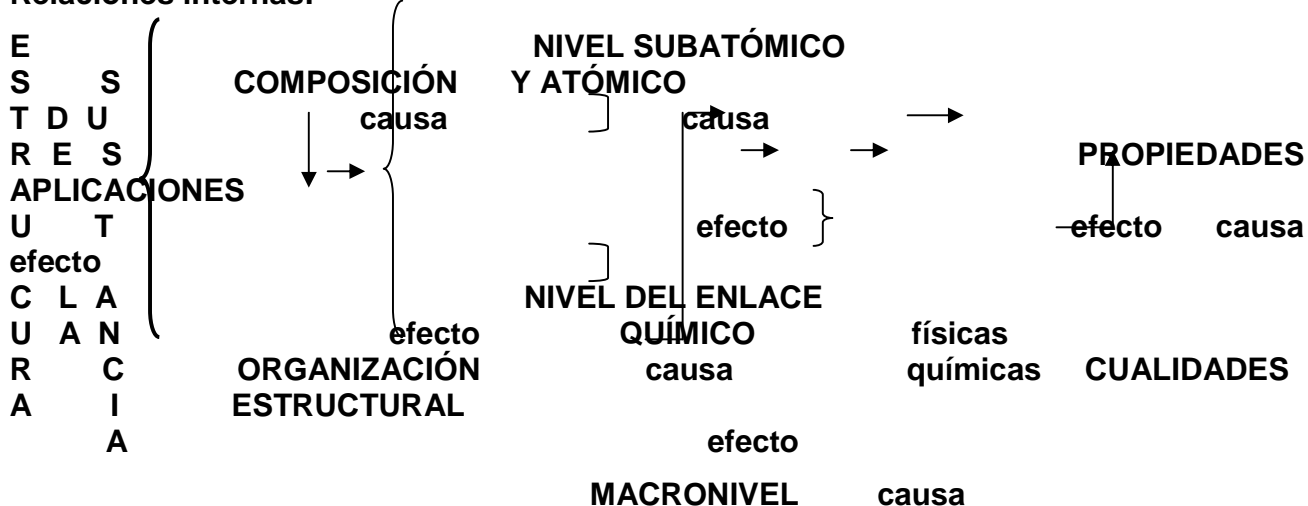 Relaciones internas:
E NIVEL SUBATÓMICO
S S COMPOSICIÓN Y ATÓMICO
T D U causa causa
R E S PROPIEDADES
APLICACIONES
U T efecto efecto causa
efecto
C L A NIVEL DEL ENLACE
U A N efecto QUÍMICO físicas
R C ORGANIZACIÓN causa químicas CUALIDADES
A I ESTRUCTURAL
A efecto
MACRONIVEL causa